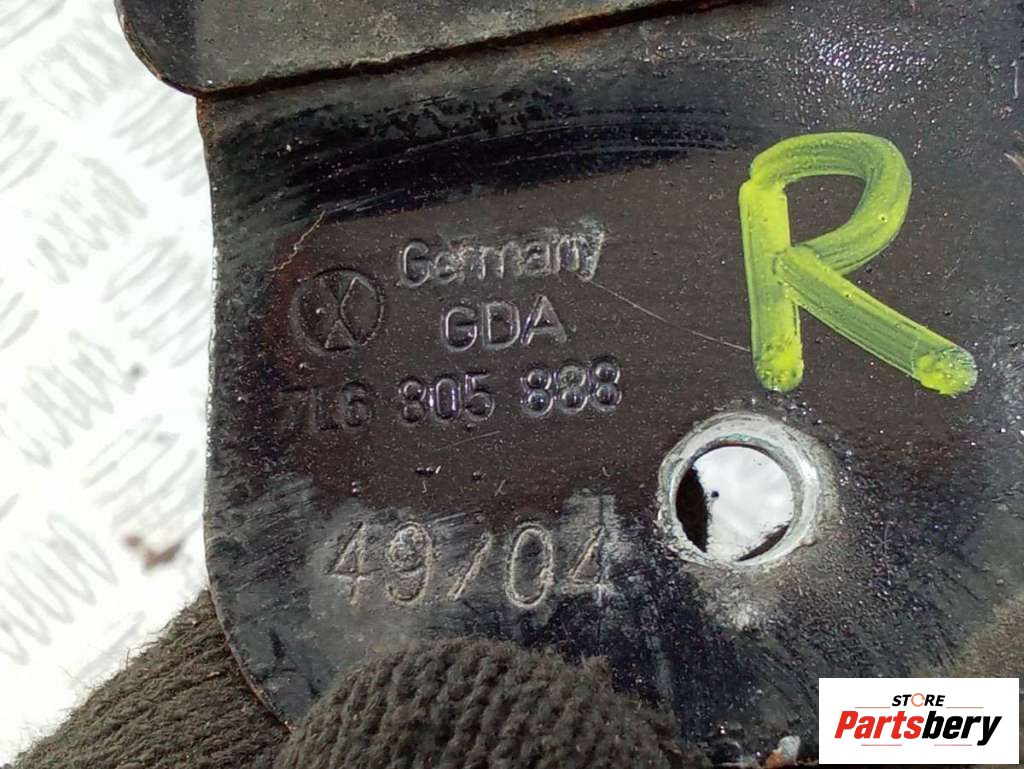 Germany
R
GDA
7L6 805 888
49/04
STORE
Partsbery